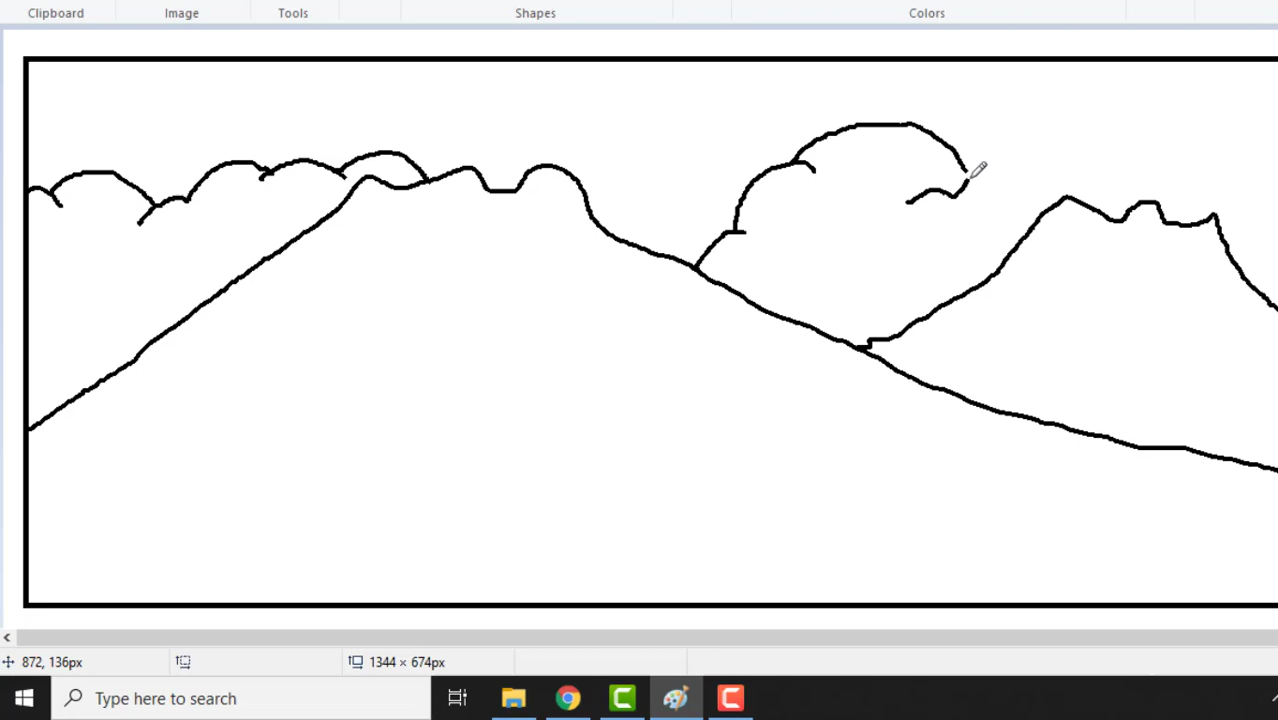 Clipboard Image Tools Shapes Colors
872, 136px 1344 × 674px
Type here to search